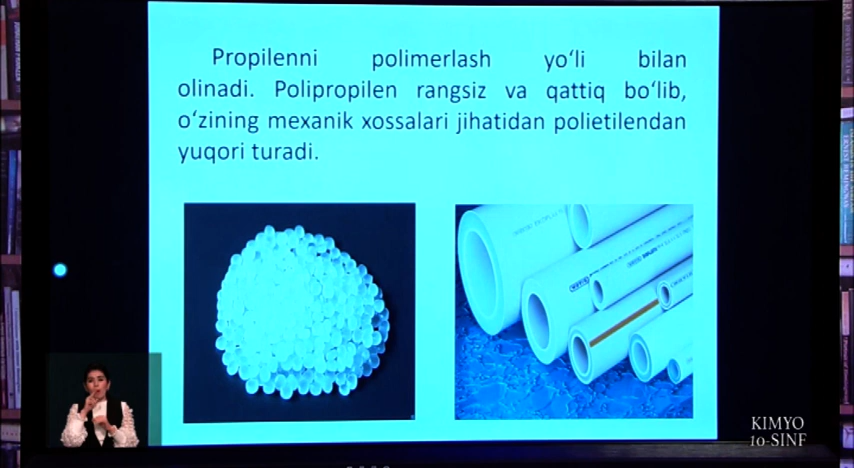 Propilenni polimerlash yo‘li bilan
olinadi. Polipropilen rangsiz va qattiq bo‘lib,
o‘zining mexanik xossalari jihatidan polietilendan
yuqori turadi.
KIMYO
10-SINF